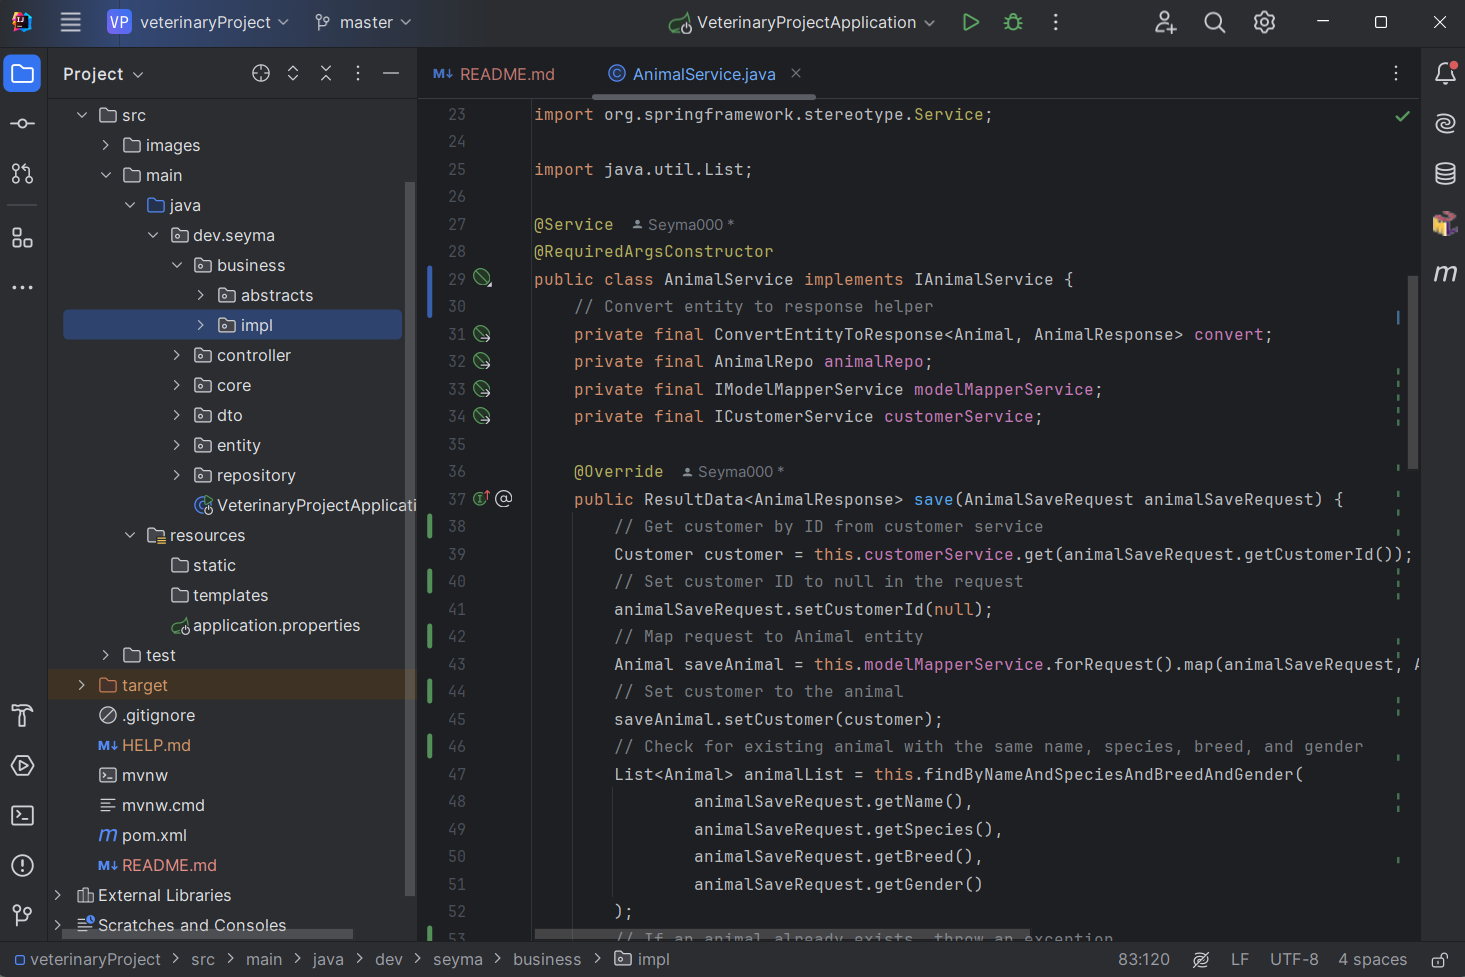 VP veterinaryProject master VeterinaryProjectApplication
Project
README.md
AnimalService.java
src
images
main
java
dev.seyma
business
abstracts
impl
controller
core
dto
entity
repository
VeterinaryProjectApplicati
resources
static
templates
application.properties
test
target
.gitignore
HELP.md
mvnw
mvnw.cmd
pom.xml
README.md
External Libraries
Scratches and Consoles
23 import org.springframework.stereotype.Service;
24
25 import java.util.List;
26
27 @Service Seyma000 *
28 @RequiredArgsConstructor
29 public class AnimalService implements IAnimalService {
30 // Convert entity to response helper
31 private final ConvertEntityToResponse<Animal, AnimalResponse> convert;
32 private final AnimalRepo animalRepo;
33 private final IModelMapperService modelMapperService;
34 private final ICustomerService customerService;
35
36 @Override Seyma000 *
37 public ResultData<AnimalResponse> save(AnimalSaveRequest animalSaveRequest) {
38 // Get customer by ID from customer service
39 Customer customer = this.customerService.get(animalSaveRequest.getCustomerId());
40 // Set customer ID to null in the request
41 animalSaveRequest.setCustomerId(null);
42 // Map request to Animal entity
43 Animal saveAnimal = this.modelMapperService.forRequest().map(animalSaveRequest, A
44 // Set customer to the animal
45 saveAnimal.setCustomer(customer);
46 // Check for existing animal with the same name, species, breed, and gender
47 List<Animal> animalList = this.findByNameAndSpeciesAndBreedAndGender(
48 animalSaveRequest.getName(),
49 animalSaveRequest.getSpecies(),
50 animalSaveRequest.getBreed(),
51 animalSaveRequest.getGender()
52 );
53 // If an animal already exists, throw an exception
veterinaryProject > src > main > java > dev > seyma > business > impl 83:120 LF UTF-8 4 spaces